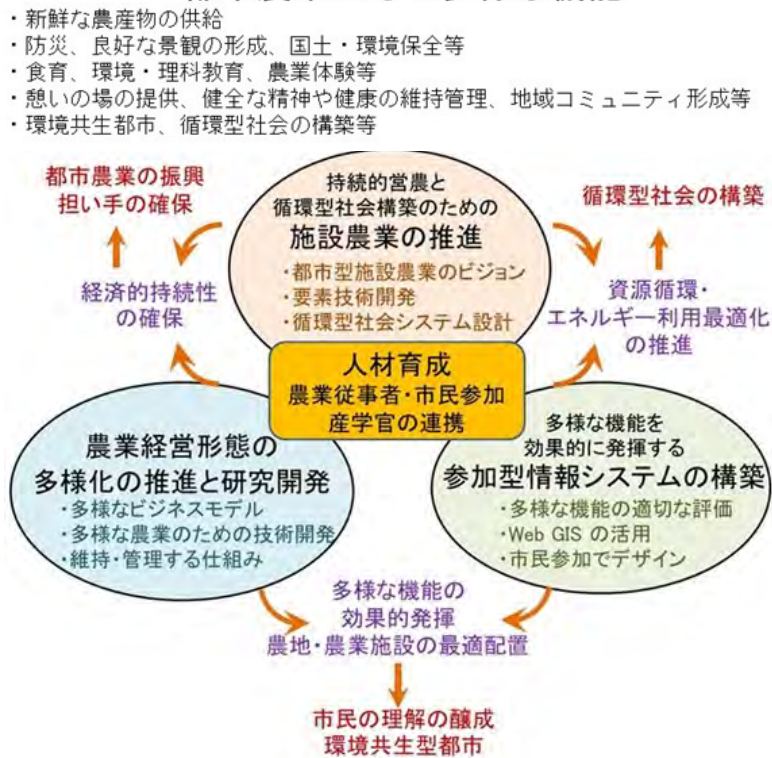 ・新鮮な農産物の供給
・防災、良好な景観の形成、国土・環境保全等
・食育、環境・理科教育、農業体験等
・憩いの場の提供、健全な精神や健康の維持管理、地域コミュニティ形成等
・環境共生都市、循環型社会の構築等
都市農業の振興
担い手の確保
持続的営農と
循環型社会構築のための
施設農業の推進
・都市型施設農業のビジョン
・要素技術開発
・循環型社会システム設計
循環型社会の構築
経済的持続性
の確保
資源循環・
エネルギー利用最適化
の推進
人材育成
農業従事者・市民参加
産学官の連携
農業経営形態の
多様化の推進と研究開発
・多様なビジネスモデル
・多様な農業のための技術開発
・維持・管理する仕組み
多様な機能を
効果的に発揮する
参加型情報システムの構築
・多様な機能の適切な評価
・Web GIS の活用
・市民参加でデザイン
多様な機能の
効果的発揮
農地・農業施設の最適配置
市民の理解の醸成
環境共生型都市